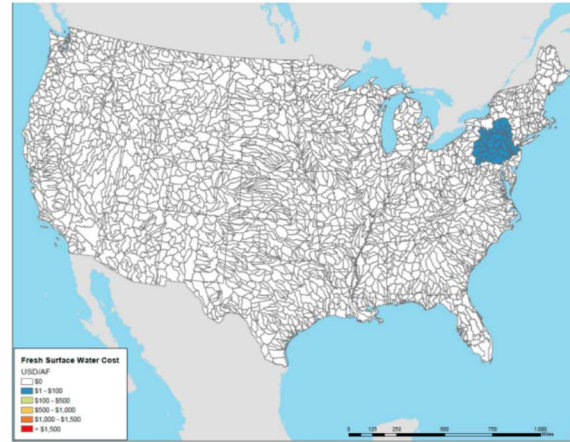 Fresh Surface Water Cost
USD/AF
$0
$1 - $100
$100 - $500
$500 - $1,000
$1,000 - $1,500
> $1,500
0 125 250 500 750 1,000
Miles